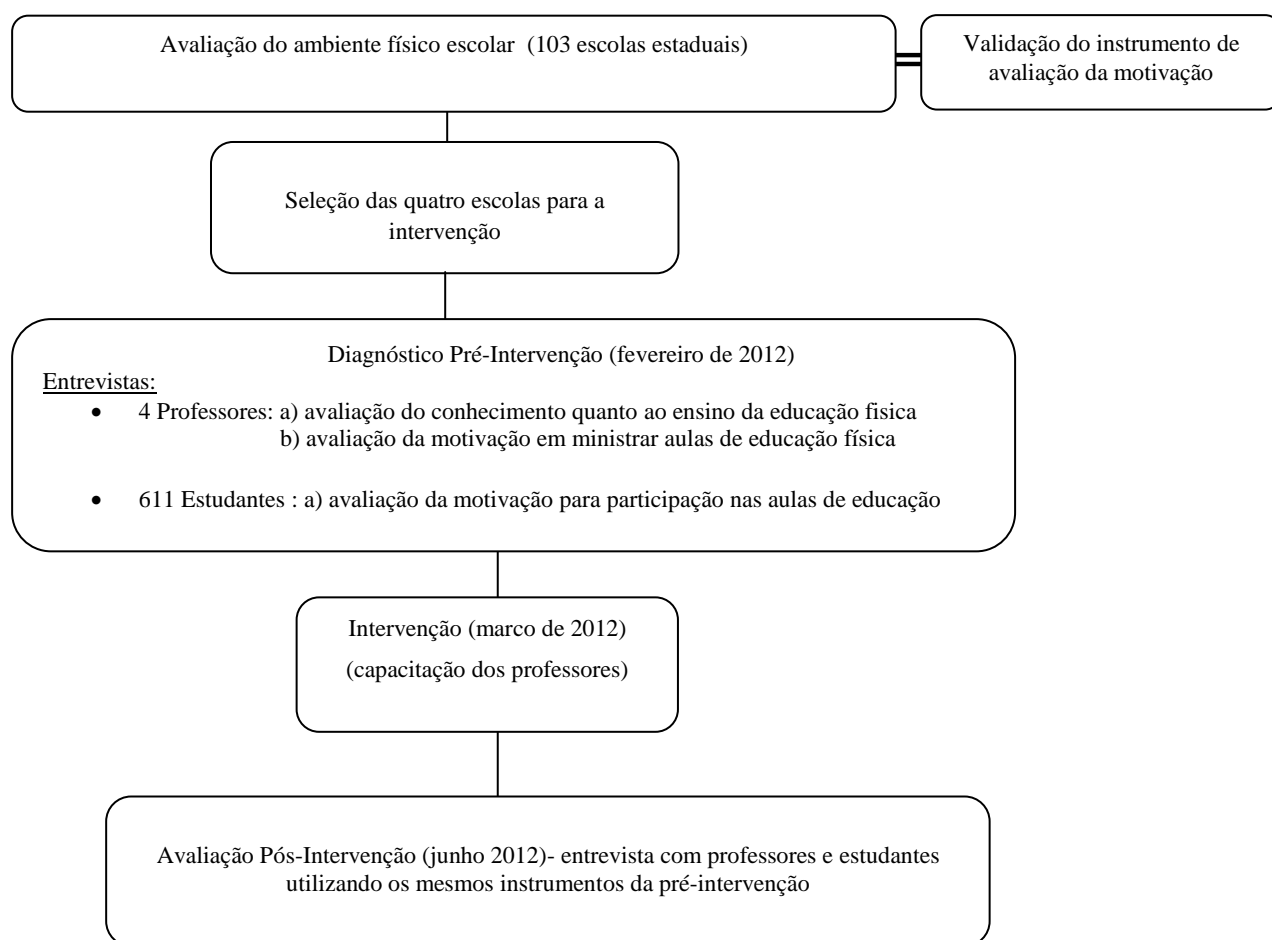 Avaliação do ambiente físico escolar (103 escolas estaduais)
Validação do instrumento de
avaliação da motivação
Seleção das quatro escolas para a
intervenção
Diagnóstico Pré-Intervenção (fevereiro de 2012)
Entrevistas:
• 4 Professores: a) avaliação do conhecimento quanto ao ensino da educação fisica
b) avaliação da motivação em ministrar aulas de educação física
• 611 Estudantes : a) avaliação da motivação para participação nas aulas de educação
Intervenção (marco de 2012)
(capacitação dos professores)
Avaliação Pós-Intervenção (junho 2012)- entrevista com professores e estudantes
utilizando os mesmos instrumentos da pré-intervenção